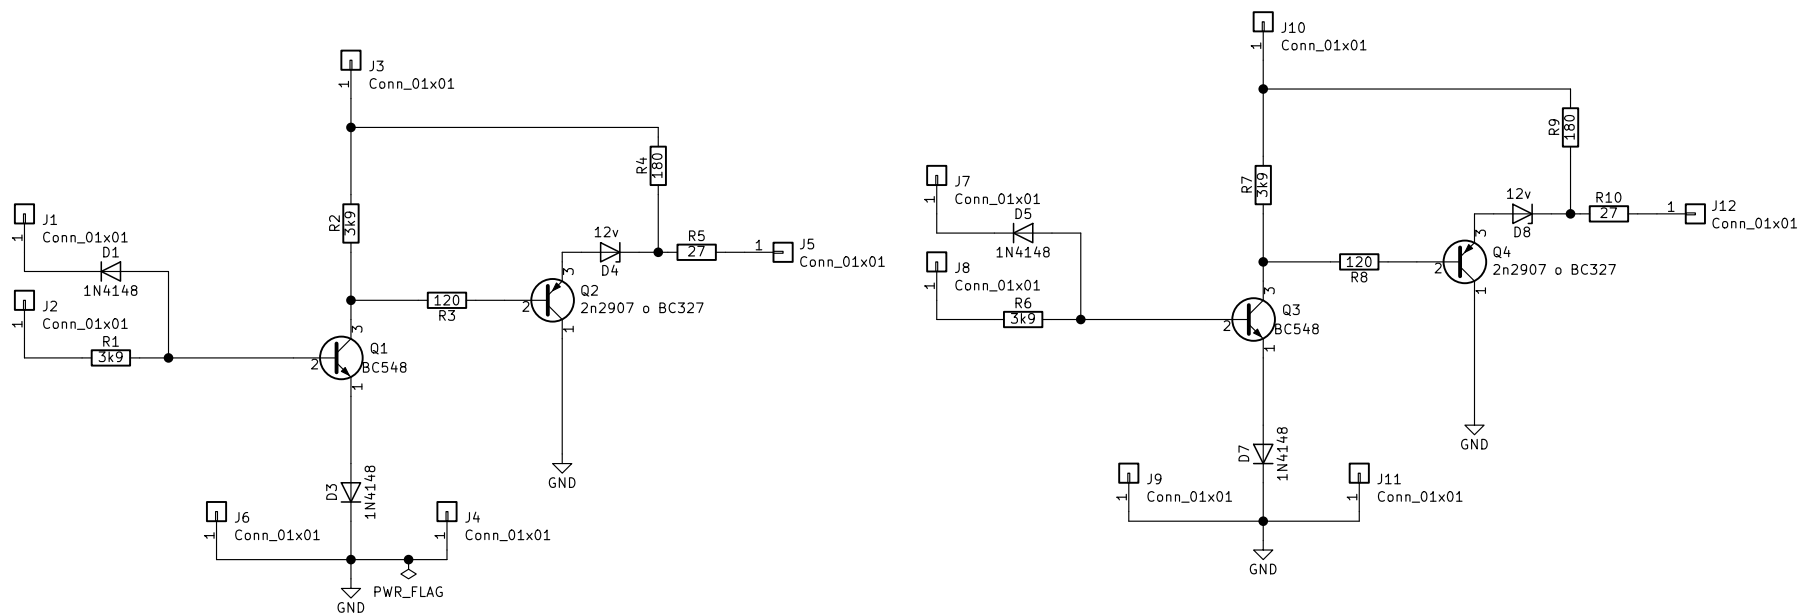 J3
Conn_01x01
1
R2
3k9
R4
180
J1
Conn_01x01
1
D1
1N4148
J2
Conn_01x01
1
R1
3k9
120
R3
2
3
1
Q1
BC548
12v
D4
R5
27
1
J5
Conn_01x01
2
3
1
Q2
2n2907 o BC327
GND
D3
1N4148
J6
Conn_01x01
1
J4
Conn_01x01
1
PWR_FLAG
GND
J10
Conn_01x01
1
R7
3k9
R9
180
J7
Conn_01x01
1
D5
1N4148
J8
Conn_01x01
1
R6
3k9
120
R8
2
3
1
Q3
BC548
12v
D8
R10
27
1
J12
Conn_01x01
2
3
1
Q4
2n2907 o BC327
GND
D7
1N4148
J9
Conn_01x01
1
J11
Conn_01x01
1
GND